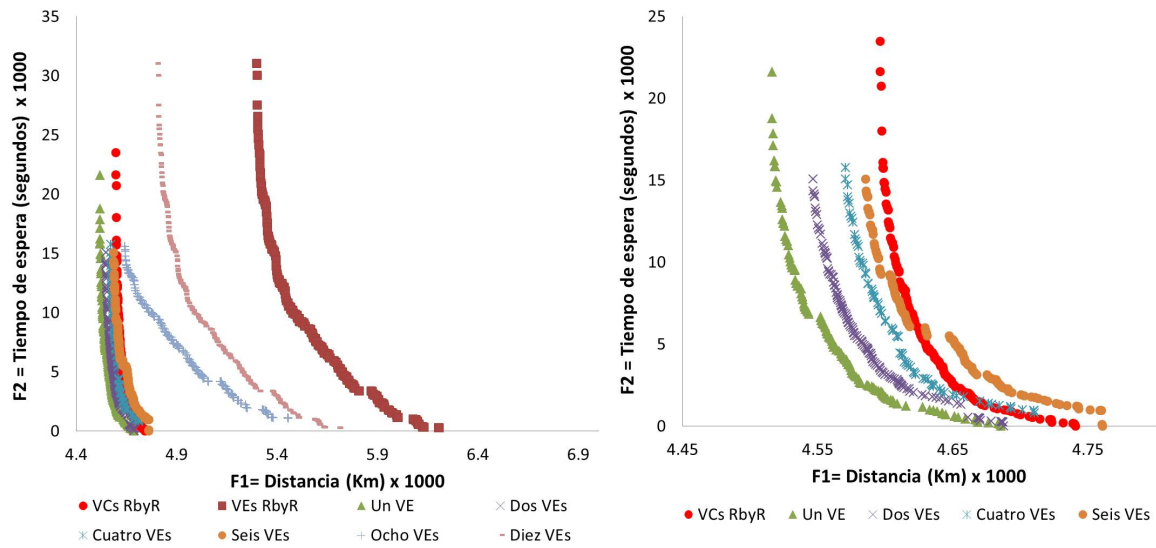 F2 = Tiempo de espera (segundos) x 1000
35
30
25
20
15
10
5
0
4.4 4.9 5.4 5.9 6.4 6.9
F1= Distancia (Km) x 1000
VCs RbyR VEs RbyR Un VE Dos VEs
Cuatro VEs Seis VEs Ocho VEs Diez VEs
F2 = Tiempo de espera (segundos) x 1000
25
20
15
10
5
0
4.45 4.55 4.65 4.75
F1= Distancia (Km) x 1000
VCs RbyR Un VE Dos VEs Cuatro VEs Seis VEs